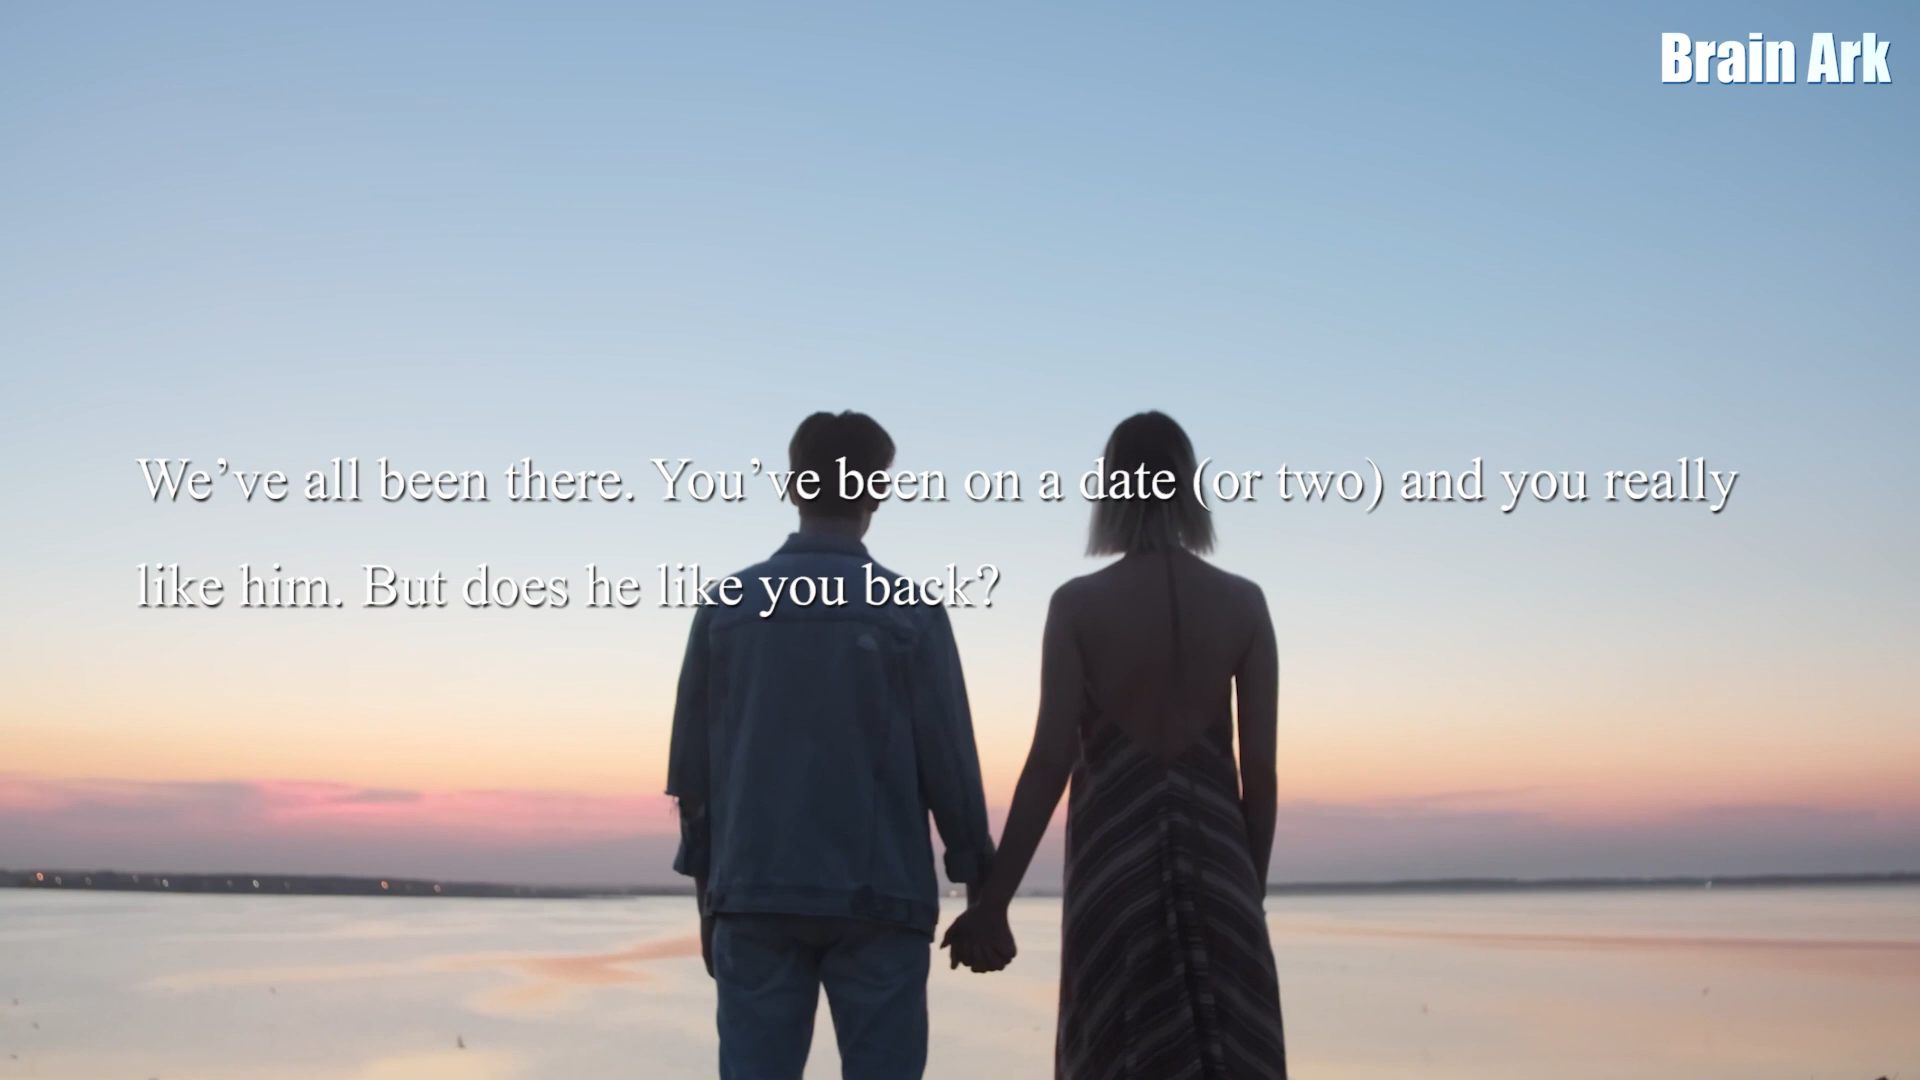 Brain Ark
We’ve all been there. You’ve been on a date (or two) and you really
like him. But does he like you back?